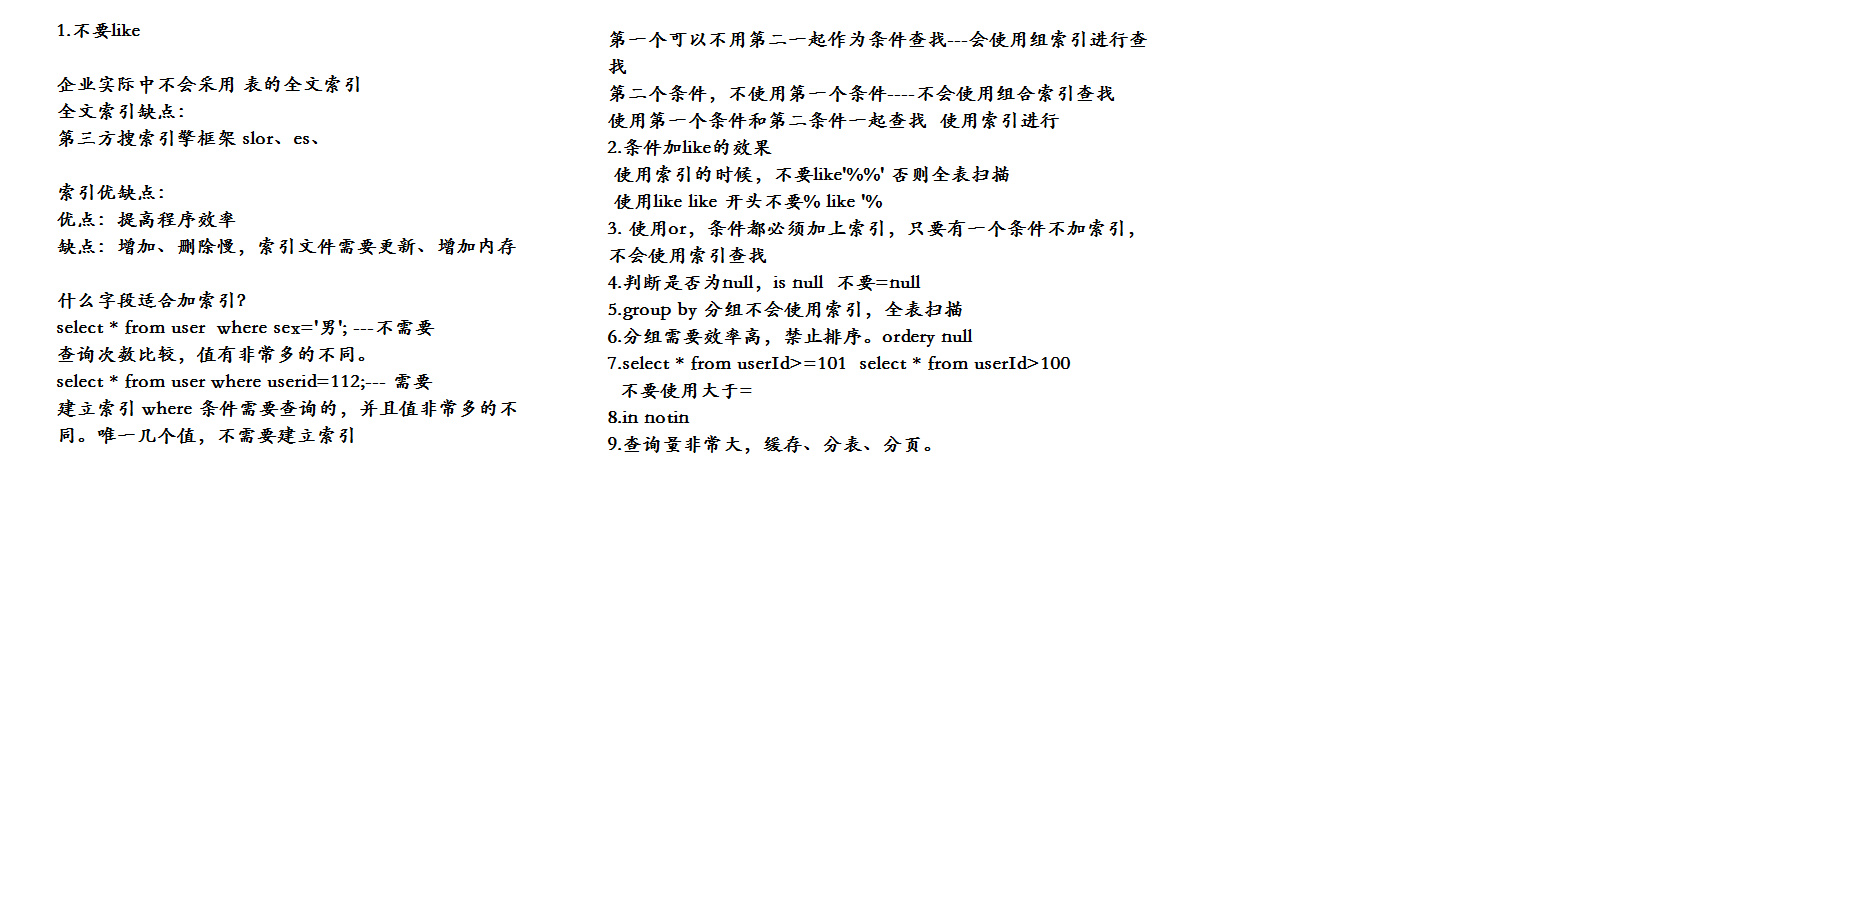 1.不要like
企业实际中不会采用 表的全文索引
全文索引缺点：
第三方搜索引擎框架 slor、es、
索引优缺点：
优点：提高程序效率
缺点：增加、删除慢，索引文件需要更新、增加内存
什么字段适合加索引?
select * from user  where sex='男'; ---不需要
查询次数比较，值有非常多的不同。
select * from user where userid=112;--- 需要
建立索引 where 条件需要查询的，并且值非常多的不
同。唯一几个值，不需要建立索引
第一个可以不用第二一起作为条件查找---会使用组索引进行查
找
第二个条件，不使用第一个条件----不会使用组合索引查找
使用第一个条件和第二条件一起查找  使用索引进行
2.条件加like的效果
使用索引的时候，不要like'%%' 否则全表扫描
使用like like 开头不要% like '%
3. 使用or，条件都必须加上索引，只要有一个条件不加索引，
不会使用索引查找
4.判断是否为null，is null  不要=null
5.group by 分组不会使用索引，全表扫描
6.分组需要效率高，禁止排序。ordery null
7.select * from userId>=101  select * from userId>100
不要使用大于=
8.in notin
9.查询量非常大，缓存、分表、分页。